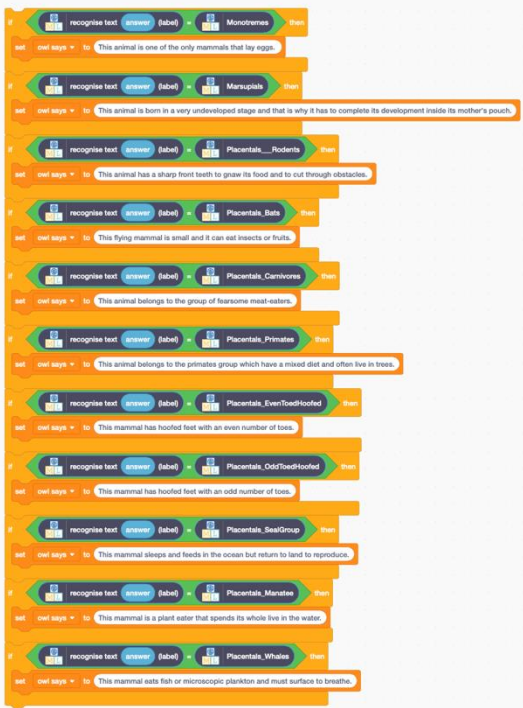 if recognise text answer (label) = Monotremes then
set owl says to This animal is one of the only mammals that lay eggs.
if recognise text answer (label) = Marsupials then
set owl says to This animal is born in a very undeveloped stage and that is why it has to complete its development inside its mother's pouch.
if recognise text answer (label) = Placentals___Rodents then
set owl says to This animal has a sharp front teeth to gnaw its food and to cut through obstacles.
if recognise text answer (label) = Placentals_Bats then
set owl says to This flying mammal is small and it can eat insects or fruits.
if recognise text answer (label) = Placentals_Carnivores then
set owl says to This animal belongs to the group of fearsome meat-eaters.
if recognise text answer (label) = Placentals_Primates then
set owl says to This animal belongs to the primates group which have a mixed diet and often live in trees.
if recognise text answer (label) = Placentals_EvenToedHoofed then
set owl says to This mammal has hoofed feet with an even number of toes.
if recognise text answer (label) = Placentals_OddToedHoofed then
set owl says to This mammal has hoofed feet with an odd number of toes.
if recognise text answer (label) = Placentals_SealGroup then
set owl says to This mammal sleeps and feeds in the ocean but return to land to reproduce.
if recognise text answer (label) = Placentals_Manatee then
set owl says to This mammal is a plant eater that spends its whole live in the water.
if recognise text answer (label) = Placentals_Whales then
set owl says to This mammal eats fish or microscopic plankton and must surface to breathe.